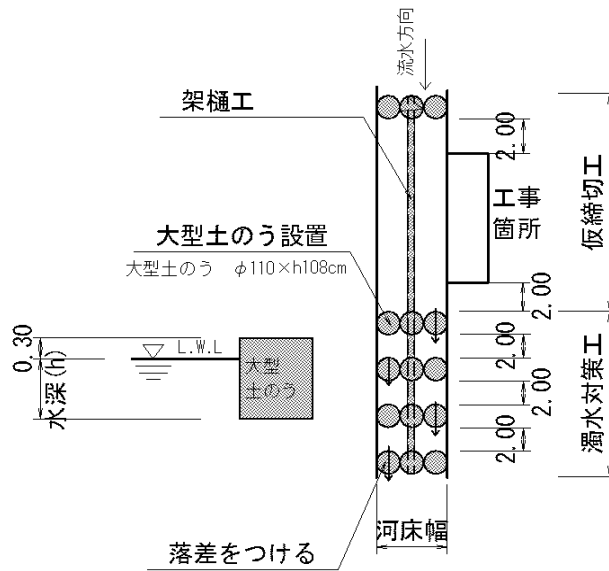 流水方向
架樋工
2.00
工事
箇所
仮締切工
大型土のう設置
大型土のう φ110×h108cm
2.00
0.30
L.W.L
水深(h)
大型
土のう
2.00
2.00
2.00
濁水対策工
河床幅
落差をつける